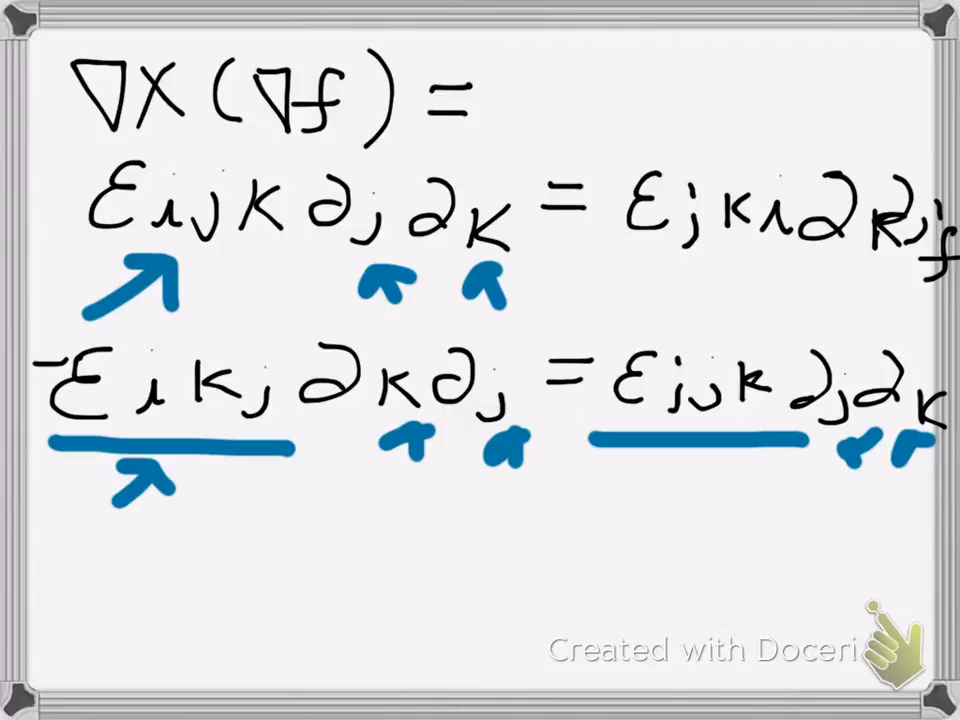 ∇X(∇f) =
εijk ∂j ∂k = εjki ∂k ∂jf
-εikj ∂k ∂j = εijk ∂j ∂k
Created with Doceri